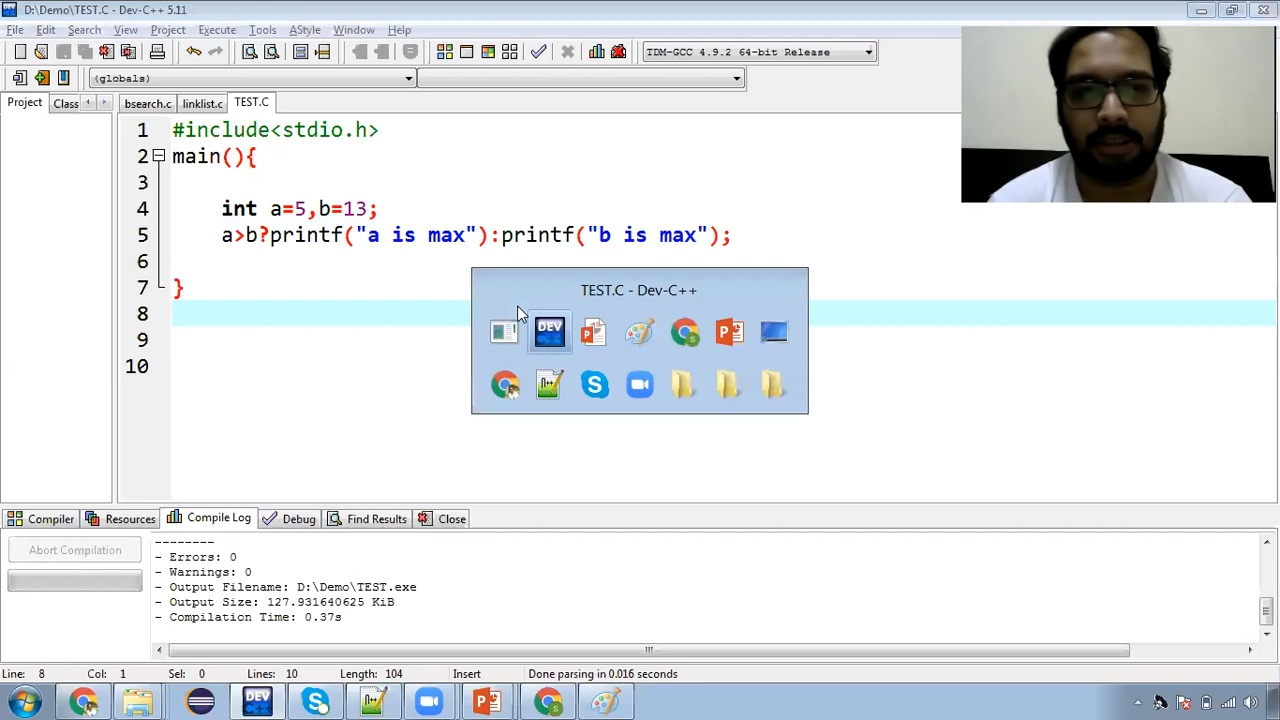 D:\Demo\TEST.C - Dev-C++ 5.11
File Edit Search View Project Execute Tools AStyle Window Help
TDM-GCC 4.9.2 64-bit Release
(globals)
Project Class bsearch.c linklist.c TEST.C
1 #include<stdio.h>
2 main(){
3
4 int a=5,b=13;
5 a>b?printf("a is max"):printf("b is max");
6
7 }
8
9
10
TEST.C - Dev-C++
DEV
Compiler Resources Compile Log Debug Find Results Close
Abort Compilation
--------
- Errors: 0
- Warnings: 0
- Output Filename: D:\Demo\TEST.exe
- Output Size: 127.931640625 KiB
- Compilation Time: 0.37s
Line: 8 Col: 1 Sel: 0 Lines: 10 Length: 104 Insert Done parsing in 0.016 seconds
DEV